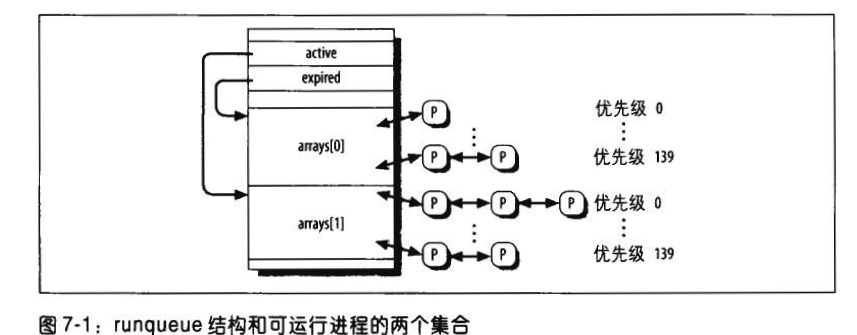 active
expired
arrays[0]
arrays[1]
P
P P
P P P
P P
优先级 0
⋮
优先级 139
优先级 0
⋮
优先级 139
图 7-1：runqueue 结构和可运行进程的两个集合